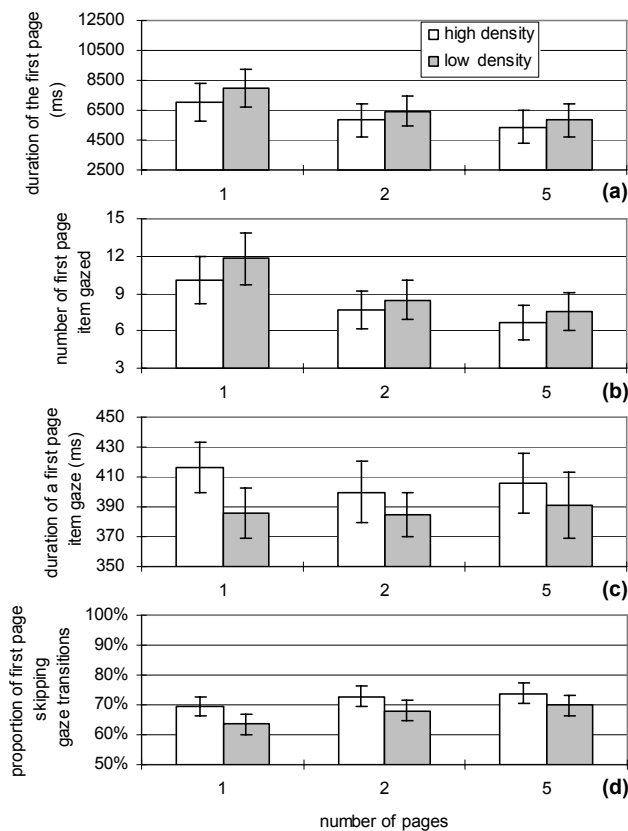 12500
10500
8500
6500
4500
2500
duration of the first page
(ms)
high density
low density
1
2
5
(a)
15
12
9
6
3
number of first page
item gazed
1
2
5
(b)
450
430
410
390
370
350
duration of a first page
item gaze (ms)
1
2
5
(c)
100%
90%
80%
70%
60%
50%
proportion of first page
skipping
gaze transitions
1
2
5
(d)
number of pages